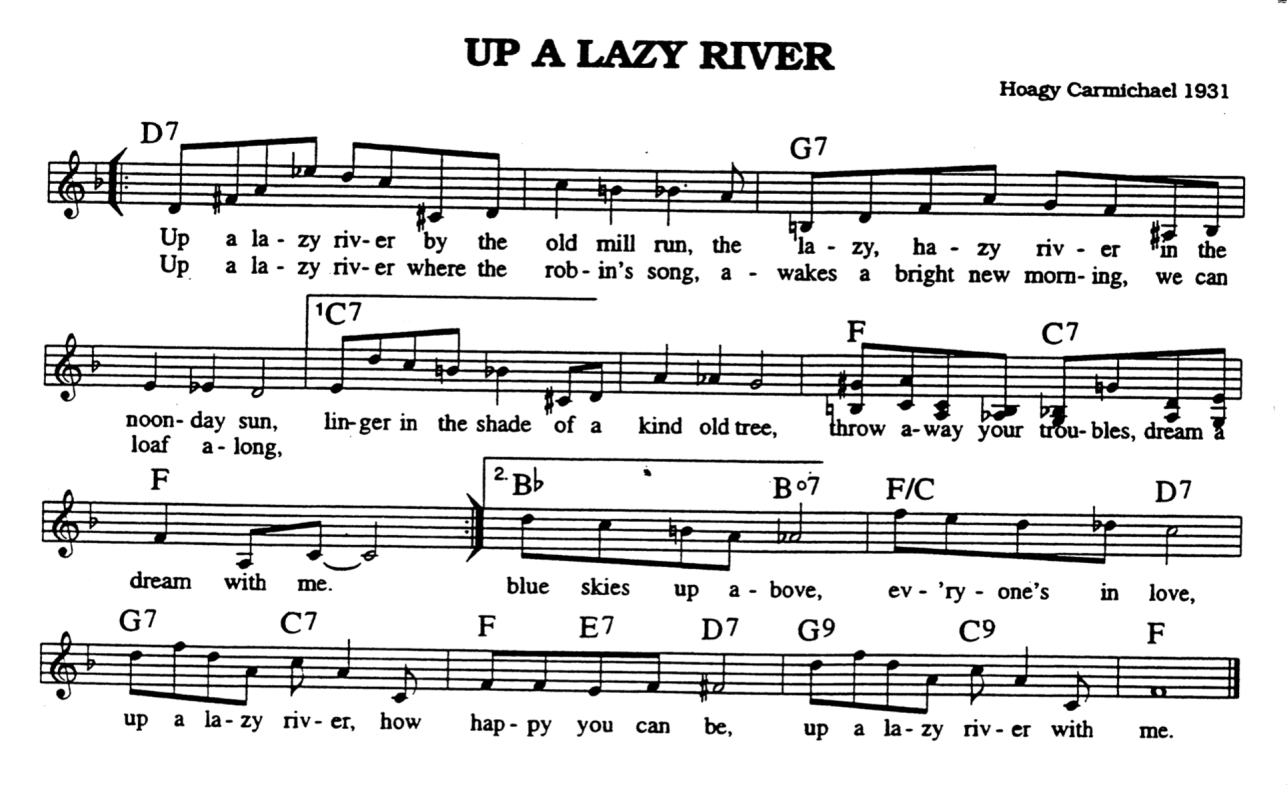 UP A LAZY RIVER
Hoagy Carmichael 1931
D7 G7
Up a la - zy riv- er by the old mill run, the la - zy, ha - zy riv - er in the
Up a la - zy riv- er where the rob - in's song, a - wakes a bright new morn- ing, we can
1 C7 F C7
noon- day sun, lin-ger in the shade of a kind old tree, throw a-way your trou- bles, dream a
loaf a - long,
F 2. B♭ B°7 F/C D7
dream with me. blue skies up a - bove, ev - 'ry - one's in love,
G7 C7 F E7 D7 G9 C9 F
up a la- zy riv- er, how hap- py you can be, up a la- zy riv- er with me.